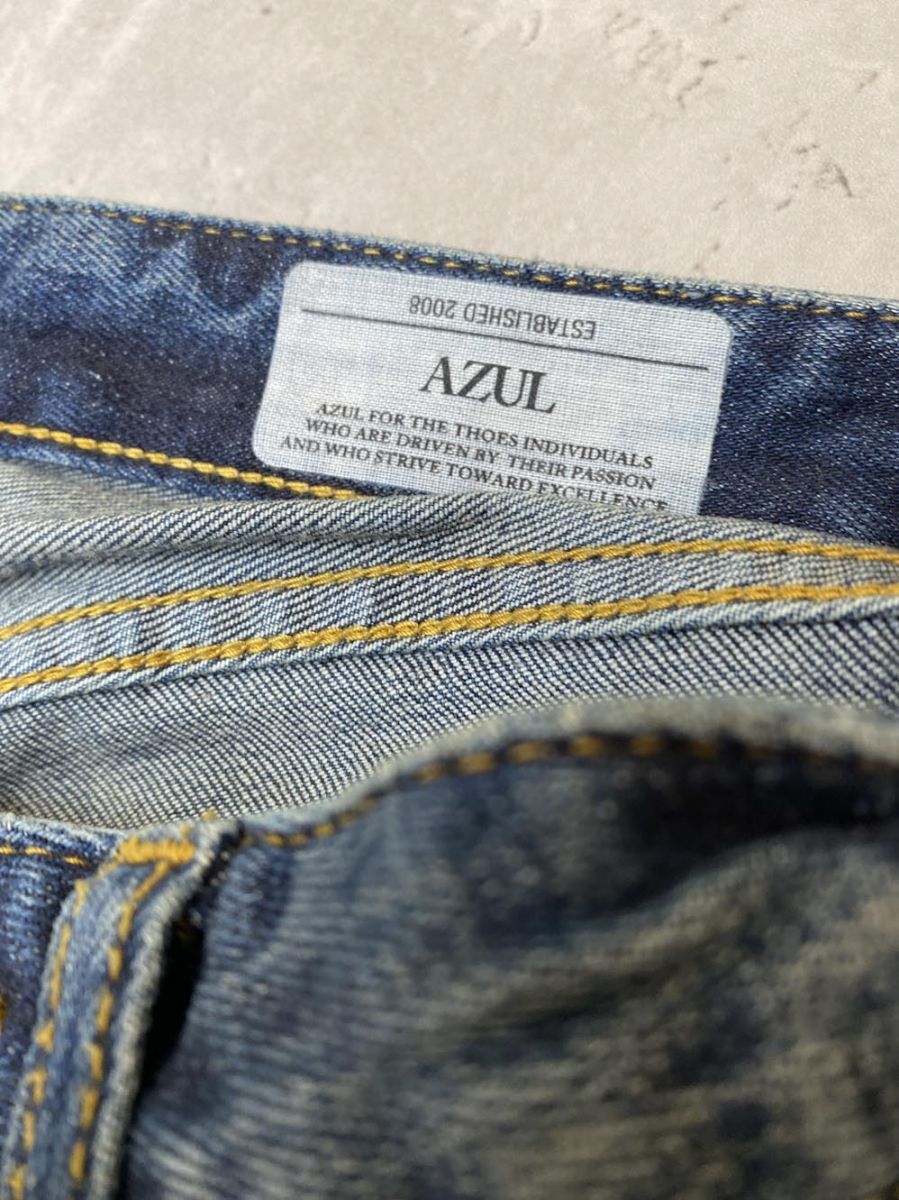 ESTABLISHED 2008
AZUL
AZUL FOR THE THOES INDIVIDUALS
WHO ARE DRIVEN BY THEIR PASSION
AND WHO STRIVE TOWARD EXCELLENCE